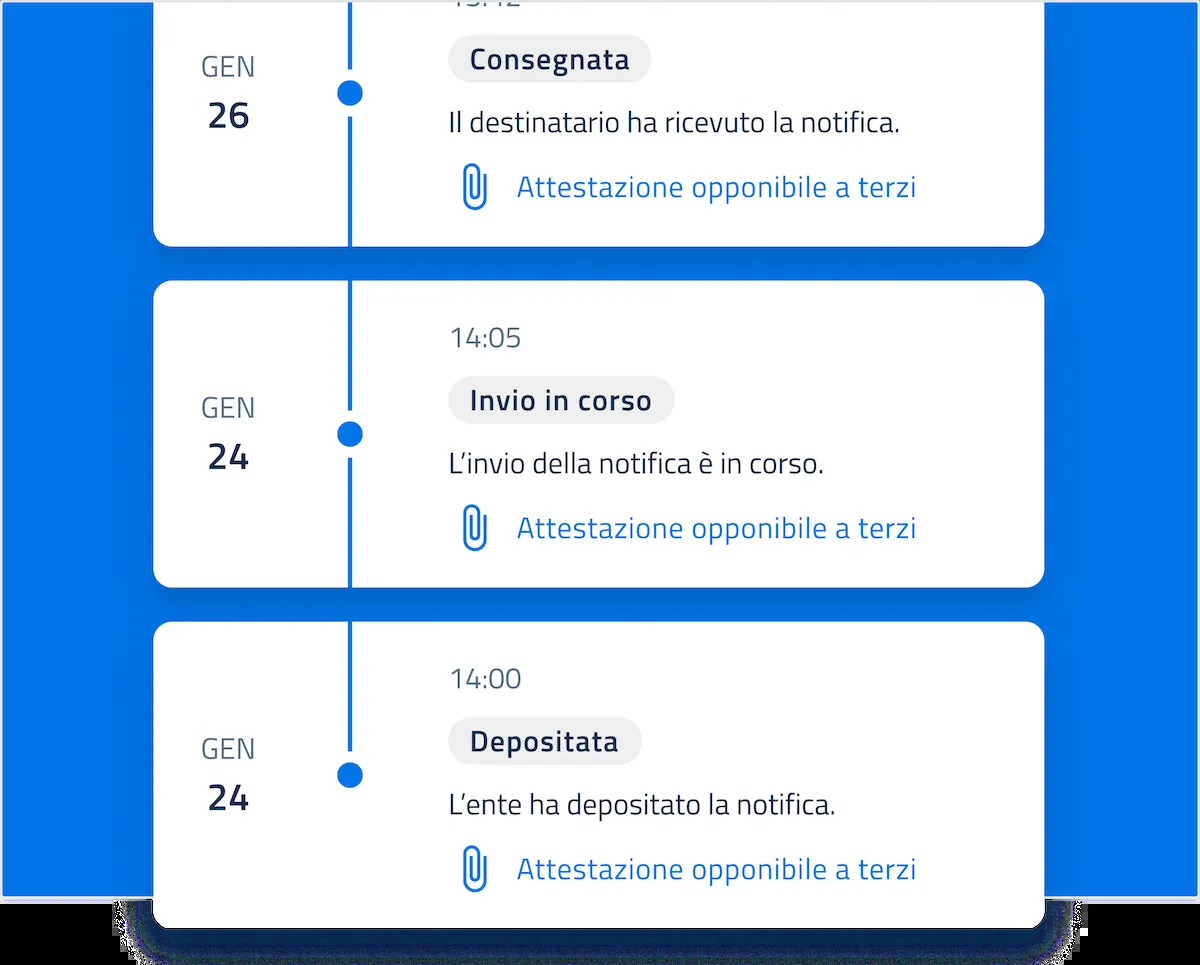 GEN
26
Consegnata
Il destinatario ha ricevuto la notifica.
Attestazione opponibile a terzi
14:05
GEN
24
Invio in corso
L’invio della notifica è in corso.
Attestazione opponibile a terzi
14:00
GEN
24
Depositata
L’ente ha depositato la notifica.
Attestazione opponibile a terzi